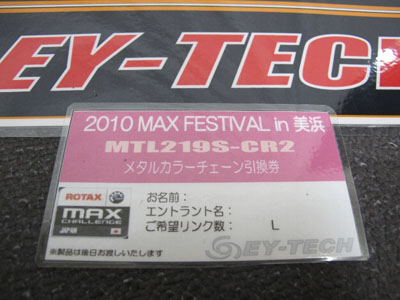 EY-TECH
2010 MAX FESTIVAL in 美浜
MTL219S-CR2
メタルカラーチェーン引換券
ROTAX
MAX
CHALLENGE
JAPAN
お名前：
エントラント名：
ご希望リンク数： L
※製品は後日お渡しいたします
EY-TECH